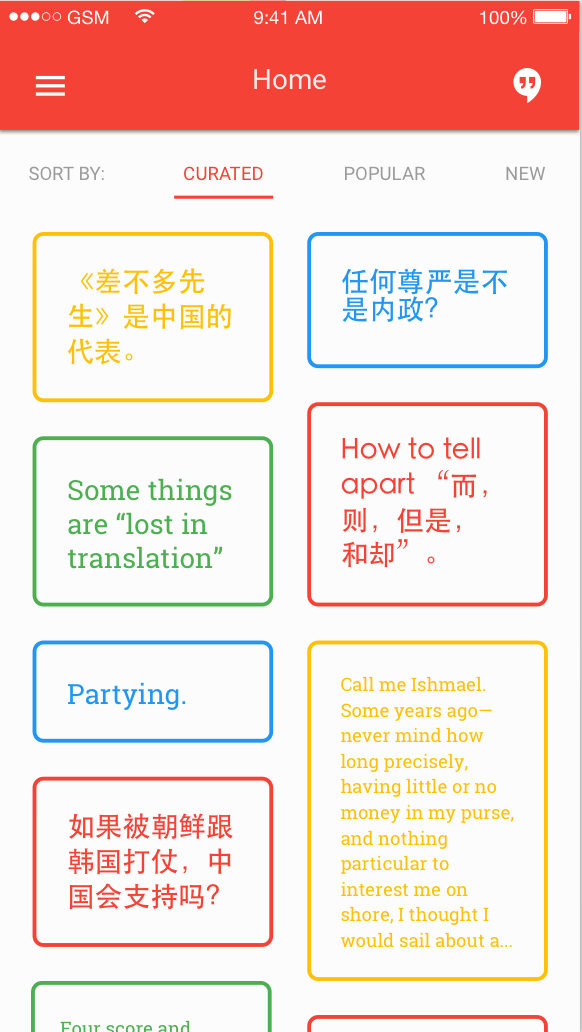 GSM 9:41 AM 100%
Home
SORT BY: CURATED POPULAR NEW
《差不多先
生》是中国的
代表。
任何尊严是不
是内政?
Some things
are “lost in
translation”
How to tell
apart “而，
则，但是，
和却”。
Partying.
Call me Ishmael.
Some years ago—
never mind how
long precisely,
having little or no
money in my purse,
and nothing
particular to
interest me on
shore, I thought I
would sail about a...
如果被朝鲜跟
韩国打仗，中
国会支持吗?
Four score and